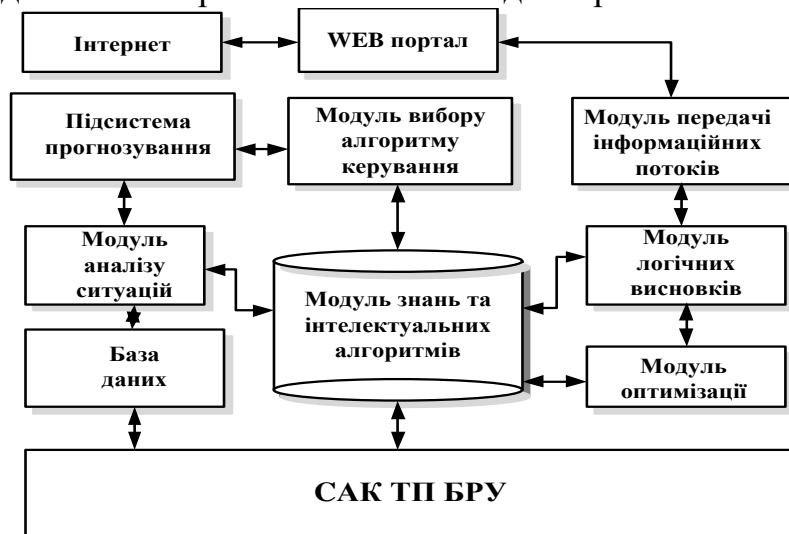 Інтернет
WEB портал
Підсистема
прогнозування
Модуль вибору
алгоритму
керування
Модуль передачі
інформаційних
потоків
Модуль
аналізу
ситуацій
Модуль знань та
інтелектуальних
алгоритмів
Модуль
логічних
висновків
База
даних
Модуль
оптимізації
САК ТП БРУ